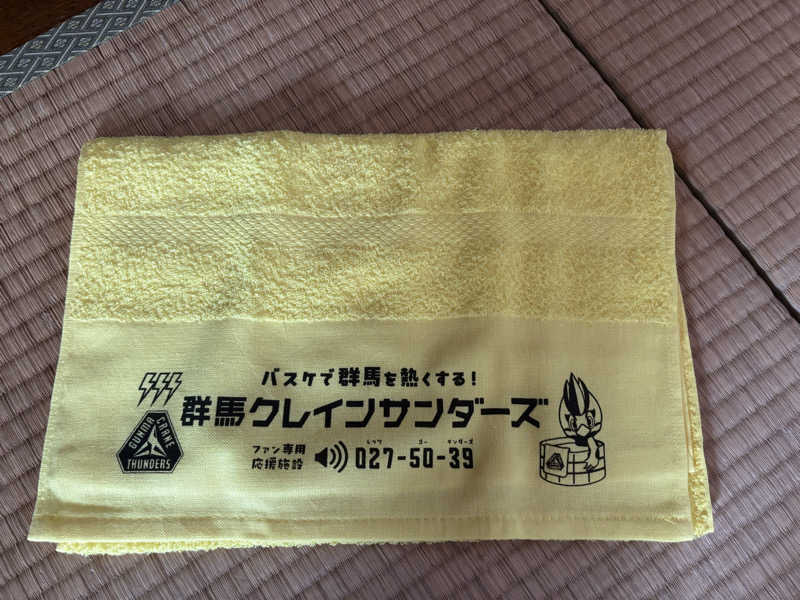 バスケで群馬を熱くする!
群馬クレインサンダーズ
GUNMA CRANE
THUNDERS
ファン専用
応援施設
レッツ ゴー サンダーズ
027-50-39